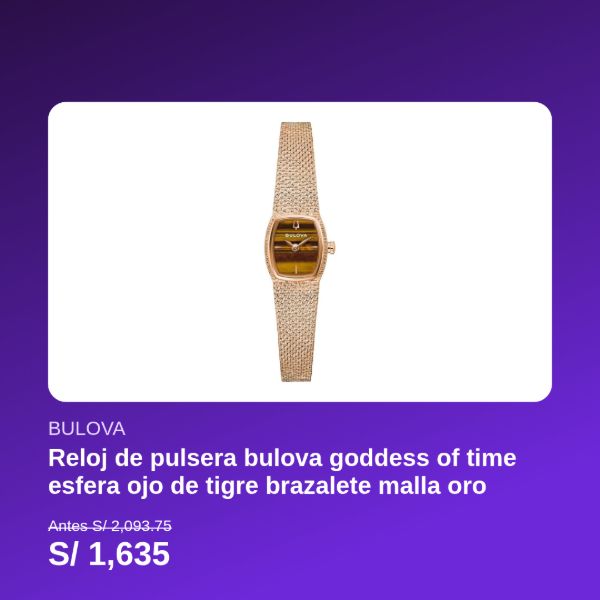 BULOVA
BULOVA
Reloj de pulsera bulova goddess of time
esfera ojo de tigre brazalete malla oro
Antes S/ 2,093.75
S/ 1,635